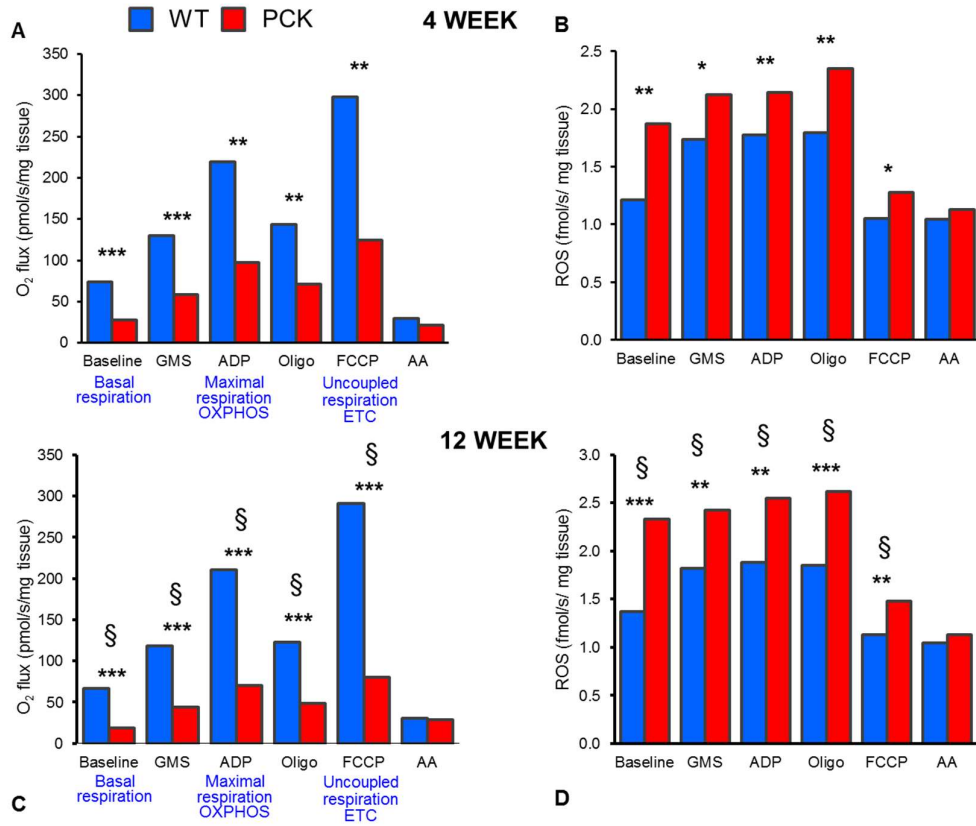 A
WT
PCK
4 WEEK
B
O2 flux (pmol/s/mg tissue)
350
300
250
200
150
100
50
0
***
***
**
**
**
Baseline GMS ADP Oligo FCCP AA
Basal respiration
Maximal respiration OXPHOS
Uncoupled respiration ETC
ROS (fmol/s/ mg tissue)
2.5
2.0
1.5
1.0
0.5
0.0
**
*
**
**
*
Baseline GMS ADP Oligo FCCP AA
12 WEEK
O2 flux (pmol/s/mg tissue)
350
300
250
200
150
100
50
0
§
***
§
***
§
***
§
***
§
***
Baseline GMS ADP Oligo FCCP AA
Basal respiration
Maximal respiration OXPHOS
Uncoupled respiration ETC
C
ROS (fmol/s/ mg tissue)
3.0
2.5
2.0
1.5
1.0
0.5
0.0
§
***
§
**
§
**
§
***
§
**
Baseline GMS ADP Oligo FCCP AA
D